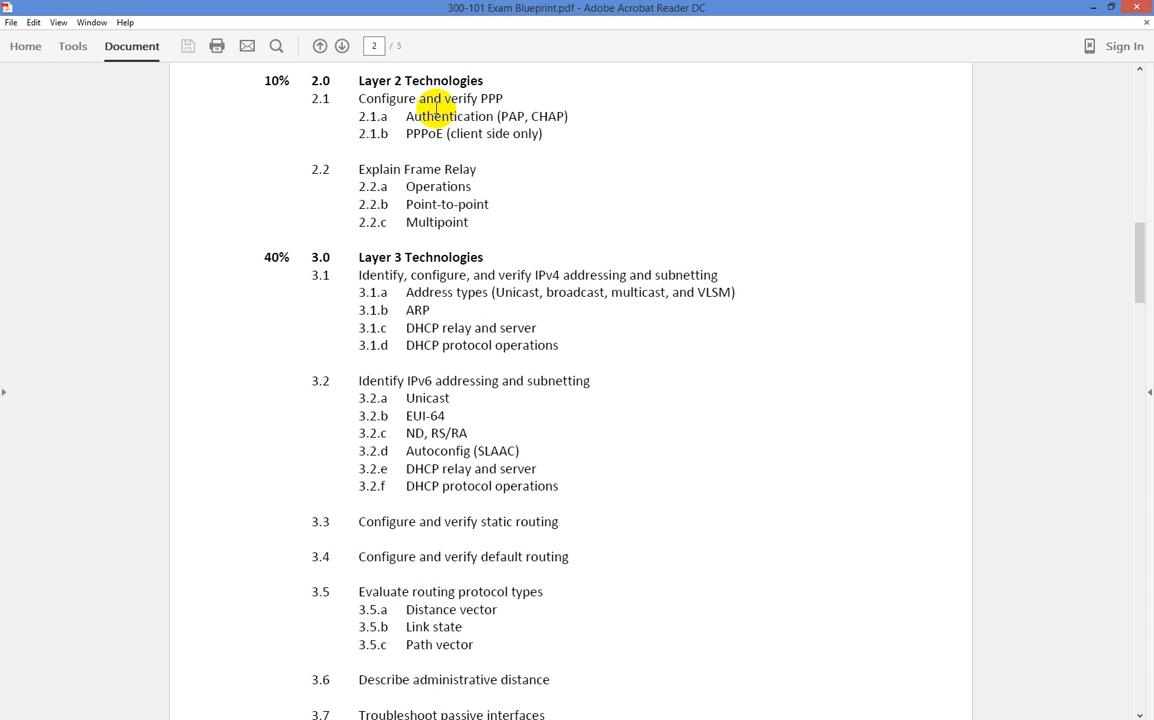 300-101 Exam Blueprint.pdf - Adobe Acrobat Reader DC
File Edit View Window Help
Home Tools Document 2 / 5 Sign In
10% 2.0 Layer 2 Technologies
2.1 Configure and verify PPP
2.1.a Authentication (PAP, CHAP)
2.1.b PPPoE (client side only)
2.2 Explain Frame Relay
2.2.a Operations
2.2.b Point-to-point
2.2.c Multipoint
40% 3.0 Layer 3 Technologies
3.1 Identify, configure, and verify IPv4 addressing and subnetting
3.1.a Address types (Unicast, broadcast, multicast, and VLSM)
3.1.b ARP
3.1.c DHCP relay and server
3.1.d DHCP protocol operations
3.2 Identify IPv6 addressing and subnetting
3.2.a Unicast
3.2.b EUI-64
3.2.c ND, RS/RA
3.2.d Autoconfig (SLAAC)
3.2.e DHCP relay and server
3.2.f DHCP protocol operations
3.3 Configure and verify static routing
3.4 Configure and verify default routing
3.5 Evaluate routing protocol types
3.5.a Distance vector
3.5.b Link state
3.5.c Path vector
3.6 Describe administrative distance
3.7 Troubleshoot passive interfaces